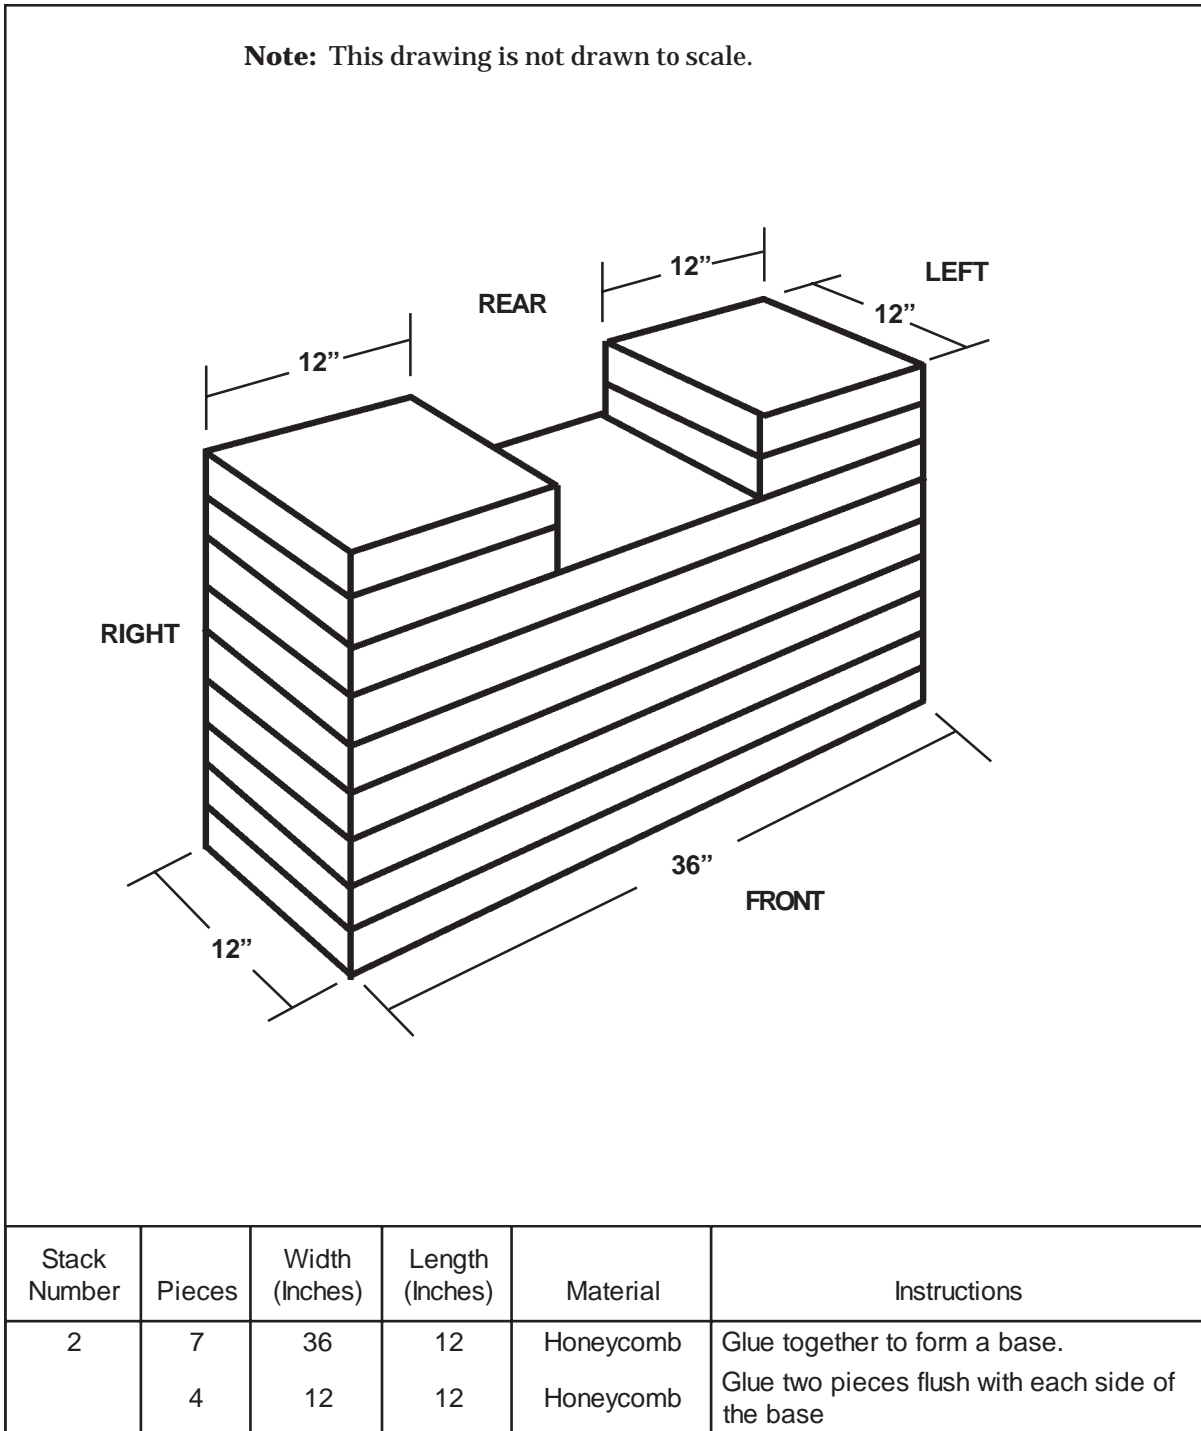 Note: This drawing is not drawn to scale.
12”
LEFT
REAR
12”
12”
RIGHT
36”
FRONT
12”
Stack Number Pieces Width (Inches) Length (Inches) Material Instructions
2 7 36 12 Honeycomb Glue together to form a base.
4 12 12 Honeycomb Glue two pieces flush with each side of
the base